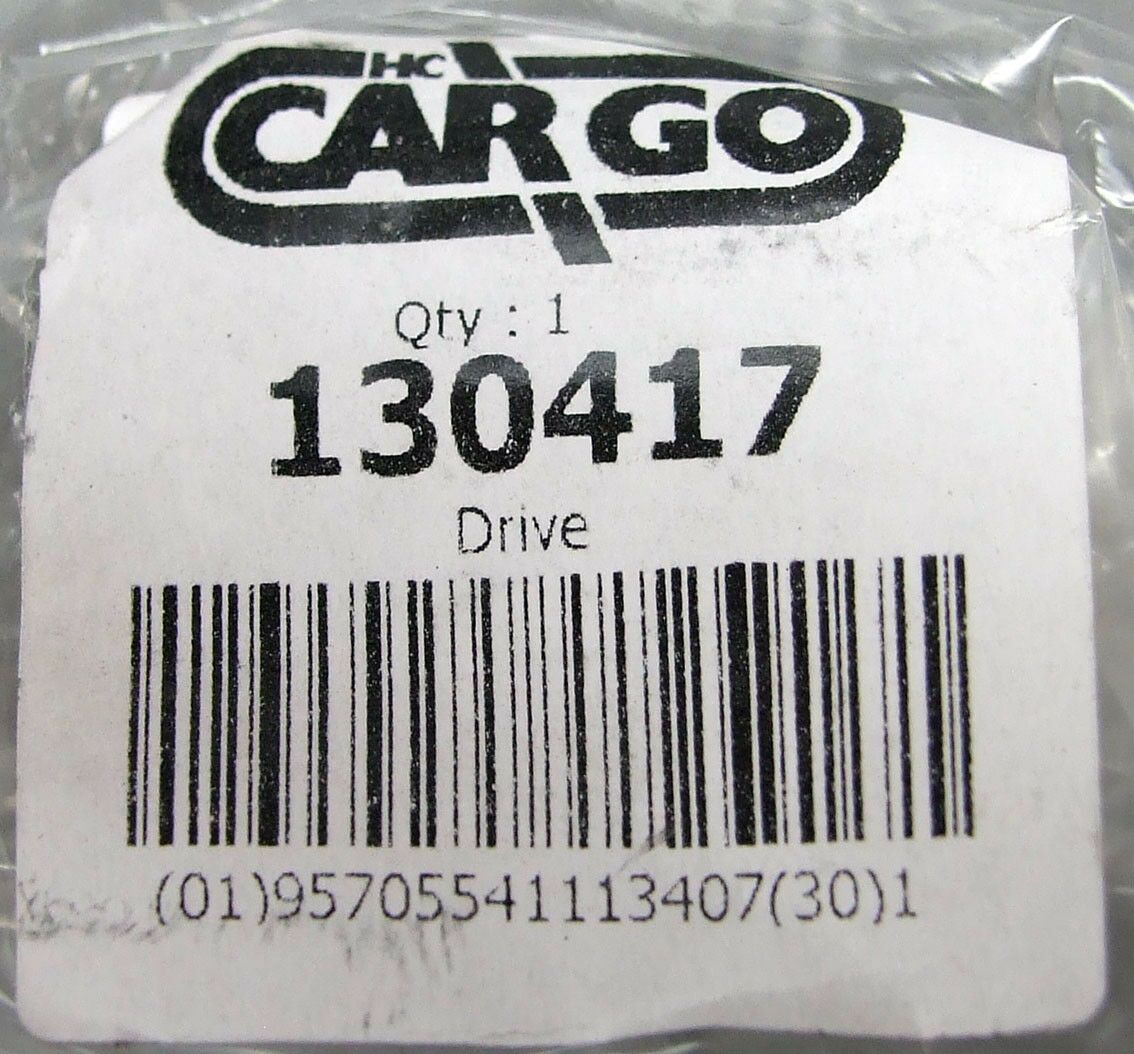 HC
CARGO
Qty : 1
130417
Drive
(01)95705541113407(30)1